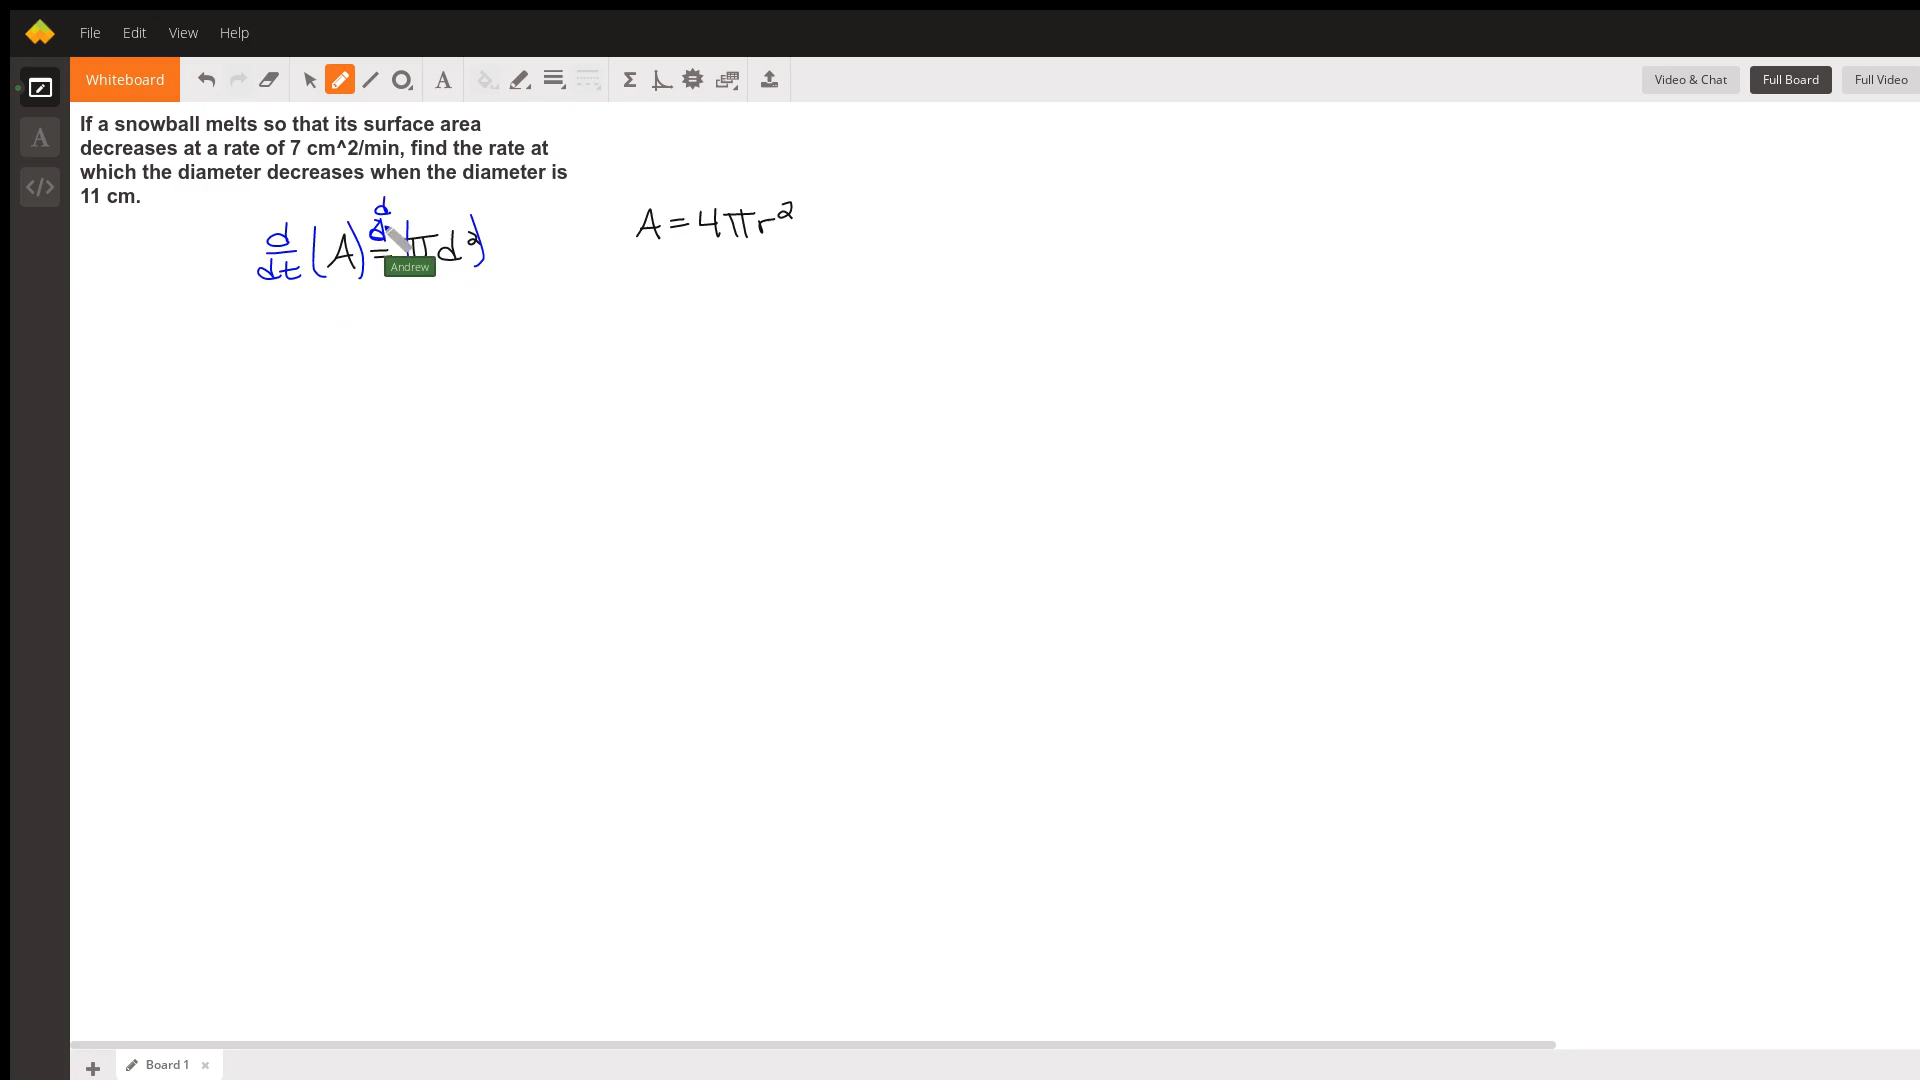 File Edit View Help
Whiteboard A Σ Video & Chat Full Board Full Video
A
</>
If a snowball melts so that its surface area
decreases at a rate of 7 cm^2/min, find the rate at
which the diameter decreases when the diameter is
11 cm.
d/dt (A) = d (πd²)
A = 4πr²
Andrew
+ Board 1 ×